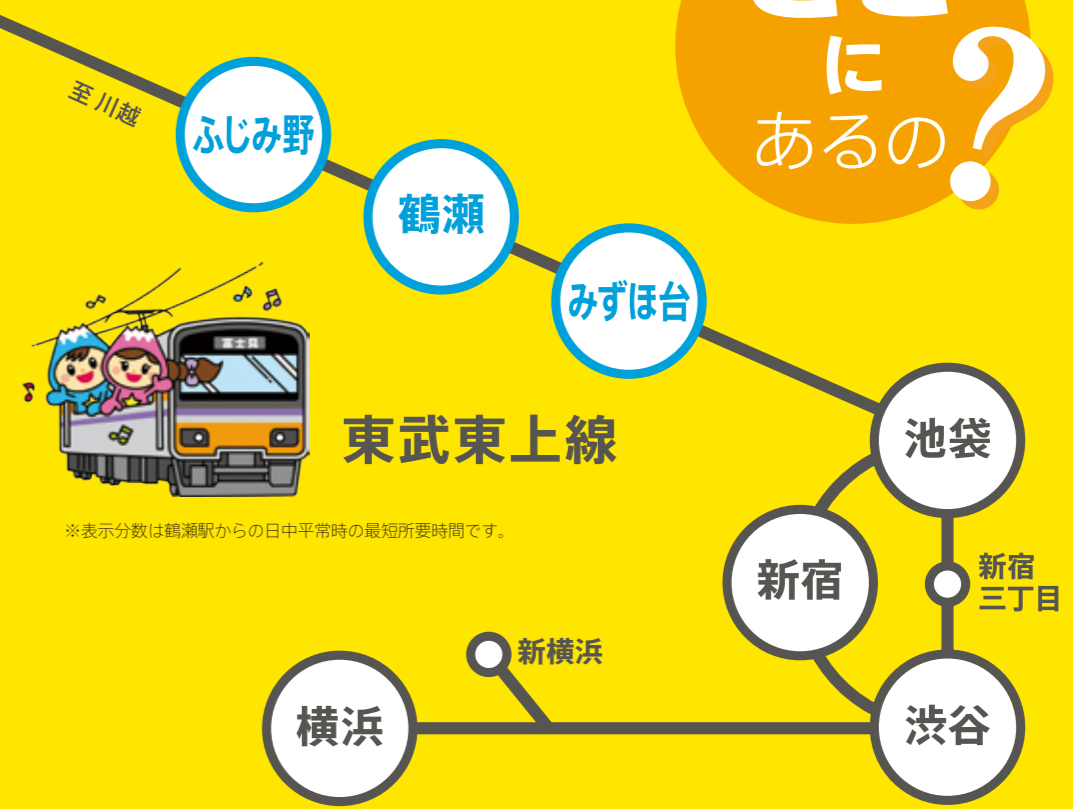 に
あるの?
至 川越
ふじみ野
鶴瀬
みずほ台
富士見
東武東上線
※表示分数は鶴瀬駅からの日中平常時の最短所要時間です。
池袋
新宿
新宿
三丁目
新横浜
横浜
渋谷